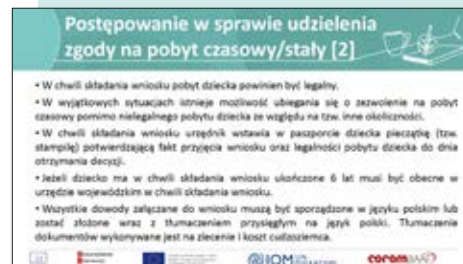 Postępowanie w sprawie udzielenia
zgody na pobyt czasowy/stały [2]
• W chwili składania wniosku pobyt dziecka powinien być legalny.
• W wyjątkowych sytuacjach istnieje możliwość ubiegania się o zezwolenie na pobyt
czasowy pomimo nielegalnego pobytu dziecka ze względu na tzw. inne okoliczności.
• W chwili składania wniosku urzędnik wstawia w paszporcie dziecka pieczątkę (tzw.
stampilę) potwierdzającą fakt przyjęcia wniosku oraz legalności pobytu dziecka do dnia
otrzymania decyzji.
• Jeżeli dziecko ma w chwili składania wniosku ukończone 6 lat musi być obecne w
urzędzie wojewódzkim w chwili składania wniosku.
• Wszystkie dowody załączane do wniosku muszą być sporządzone w języku polskim lub
zostać złożone wraz z tłumaczeniem przysięgłym na język polski. Tłumaczenie
dokumentów wykonywane jest na zlecenie i koszt cudzoziemca.
IOM